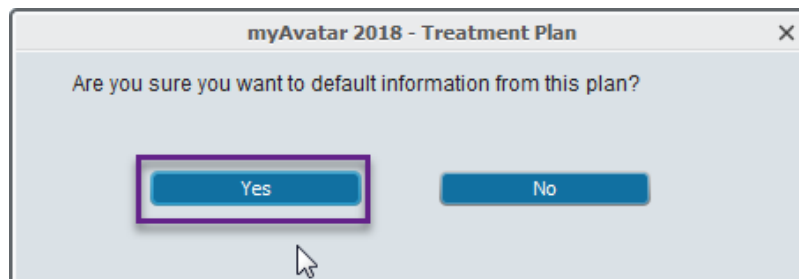 myAvatar 2018 - Treatment Plan
Are you sure you want to default information from this plan?
Yes No